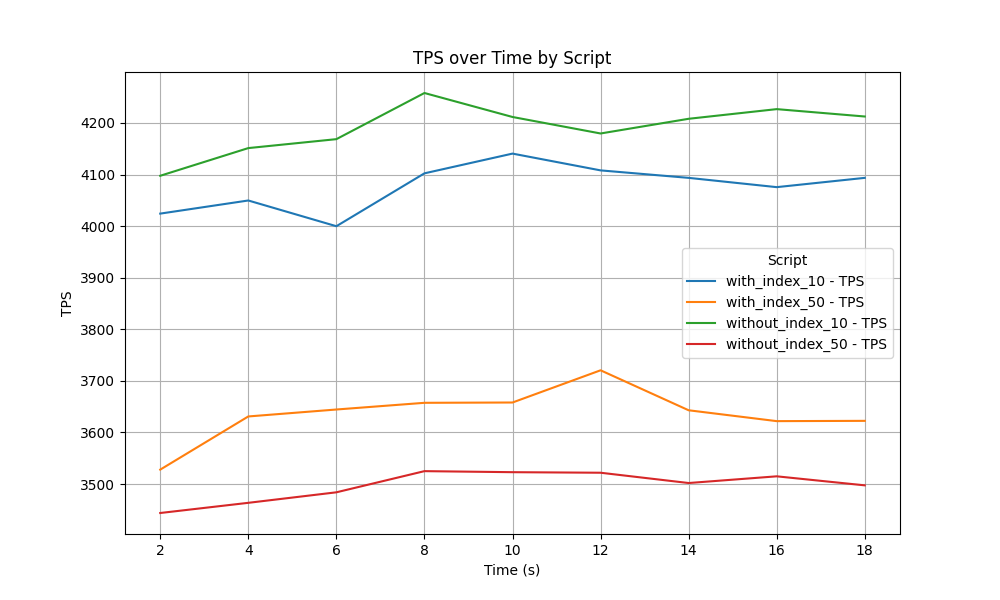 TPS over Time by Script
TPS
4200
4100
4000
3900
3800
3700
3600
3500
Script
with_index_10 - TPS
with_index_50 - TPS
without_index_10 - TPS
without_index_50 - TPS
2 4 6 8 10 12 14 16 18
Time (s)